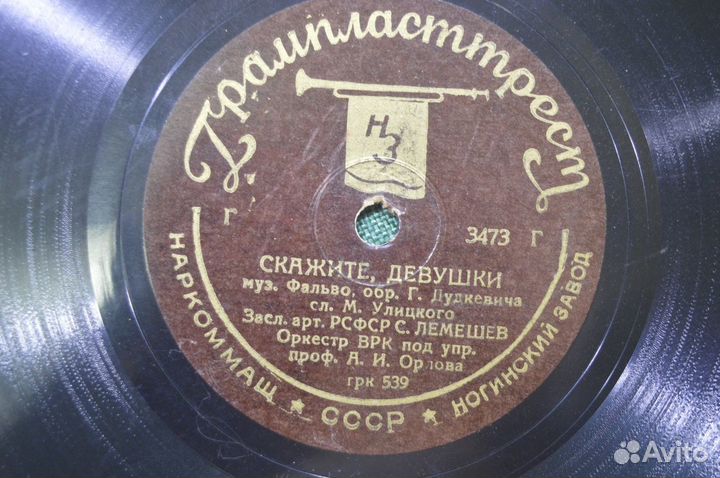 Грампласттрест
НЗ
г 3473 Г
СКАЖИТЕ, ДЕВУШКИ
муз. Фальво, обр. Г. Дудкевича
сл. М. Улицкого
Засл. арт. РСФСР С. ЛЕМЕШЕВ
Оркестр ВРК под упр.
проф. А. И. Орлова
грк 539
НАРКОММАШ ★ СССР ★ НОГИНСКИЙ ЗАВОД
Avito